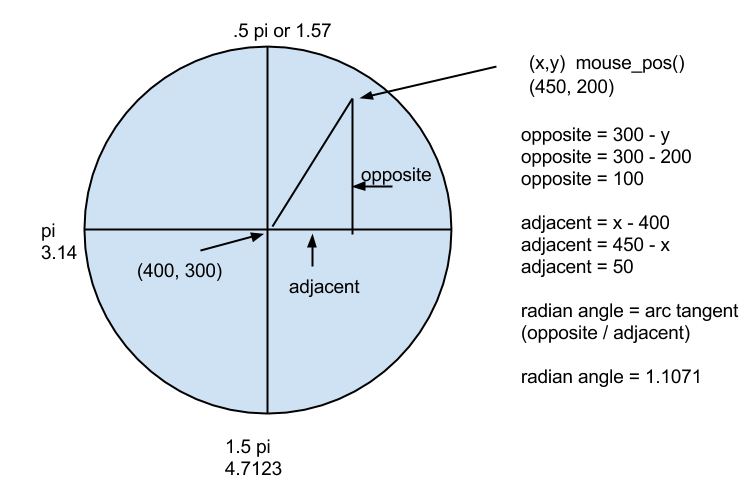 .5 pi or 1.57
(x,y)  mouse_pos()
(450, 200)
opposite = 300 - y
opposite = 300 - 200
opposite = 100
adjacent = x - 400
adjacent = 450 - x
adjacent = 50
radian angle = arc tangent
(opposite / adjacent)
radian angle = 1.1071
opposite
pi
3.14
(400, 300)
adjacent
1.5 pi
4.7123